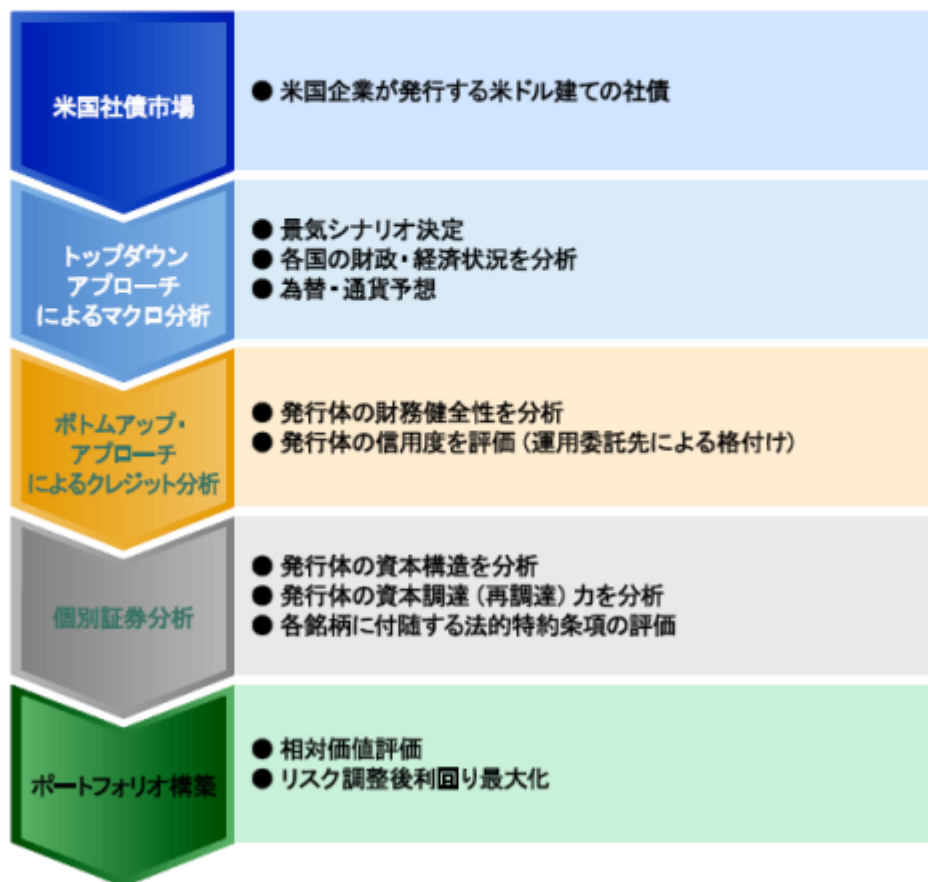 米国社債市場
● 米国企業が発行する米ドル建ての社債
トップダウン
アプローチ
によるマクロ分析
● 景気シナリオ決定
● 各国の財政・経済状況を分析
● 為替・通貨予想
ボトムアップ・
アプローチ
によるクレジット分析
● 発行体の財務健全性を分析
● 発行体の信用度を評価（運用委託先による格付け）
個別証券分析
● 発行体の資本構造を分析
● 発行体の資本調達（再調達）力を分析
● 各銘柄に付随する法的特約条項の評価
ポートフォリオ構築
● 相対価値評価
● リスク調整後利回り最大化